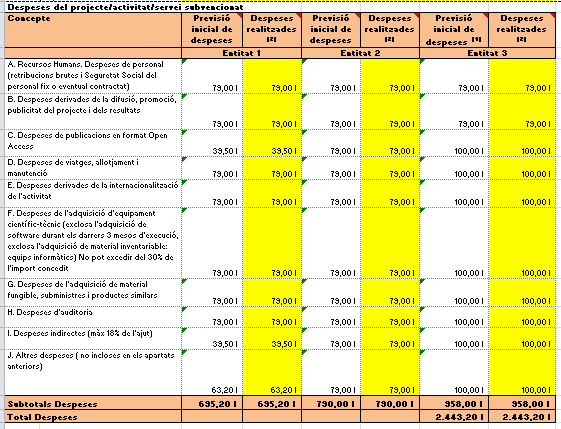 Despeses del projecte/activitat/servei subvencionat
Concepte Previsió inicial de despeses Despeses realitzades [2] Previsió inicial de despeses Despeses realitzades [2] Previsió inicial de despeses [1] Despeses realitzades [2]
Entitat 1 Entitat 2 Entitat 3
A. Recursos Humans. Despeses de personal
(retribucions brutes i Seguretat Social del
personal fix o eventual contractat) 79,00 l 79,00 l 79,00 l 79,00 l 79,00 l 79,00 l
B. Despeses derivades de la difusió, promoció,
publicitat del projecte i dels resultats
79,00 l 79,00 l 79,00 l 79,00 l 79,00 l 79,00 l
C. Despeses de publicacions en format Open
Access 39,50 l 39,50 l 79,00 l 79,00 l 100,00 l 100,00 l
D. Despeses de viatges, allotjament i
manutenció 79,00 l 79,00 l 79,00 l 79,00 l 100,00 l 100,00 l
E. Despeses derivades de la internacionalització
de l'activitat 79,00 l 79,00 l 79,00 l 79,00 l 100,00 l 100,00 l
F. Despeses de l'adquisició d'equipament
científic-tècnic (exclosa l'adquisició de
software durant els darrers 3 mesos d'execució,
exclosa l'adquisició de material inventariable:
equips informàtics) No pot excedir del 30% de
l'import concedit 79,00 l 79,00 l 79,00 l 79,00 l 100,00 l 100,00 l
G. Despeses de l'adquisició de material
fungible, subministres i productes similars 79,00 l 79,00 l 79,00 l 79,00 l 100,00 l 100,00 l
H. Despeses d'auditoria
79,00 l 79,00 l 79,00 l 79,00 l 100,00 l 100,00 l
I. Despeses indirectes (màx 18% de l'ajut)
39,50 l 39,50 l 79,00 l 79,00 l 100,00 l 100,00 l
J. Altres despeses ( no incloses en els apartats
anteriors)
63,20 l 63,20 l 79,00 l 79,00 l 100,00 l 100,00 l
Subtotals Despeses 695,20 l 695,20 l 790,00 l 790,00 l 958,00 l 958,00 l
Total Despeses 2.443,20 l 2.443,20 l